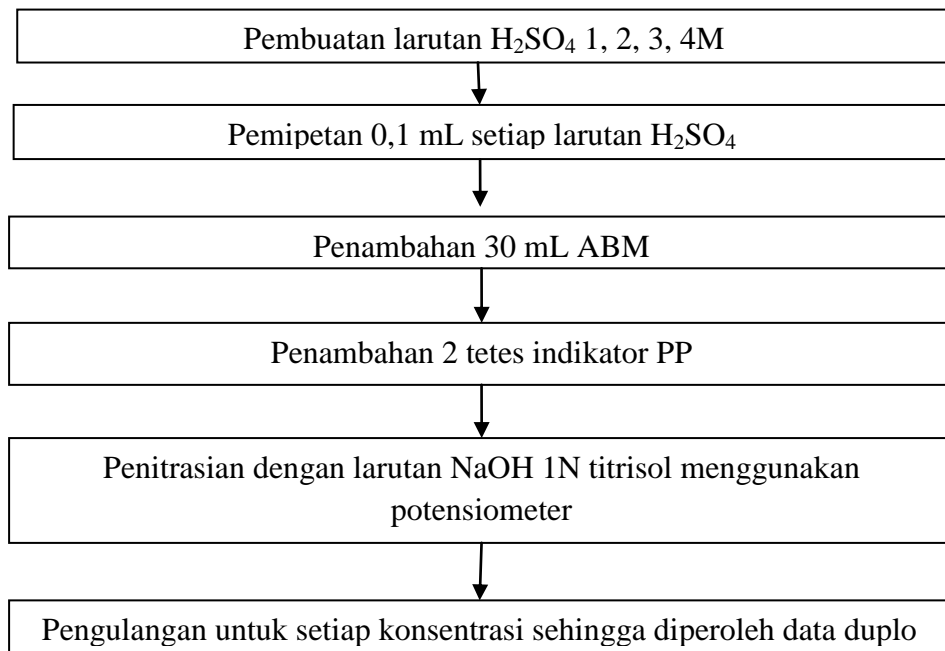 Pembuatan larutan H₂SO₄ 1, 2, 3, 4M
Pemipetan 0,1 mL setiap larutan H₂SO₄
Penambahan 30 mL ABM
Penambahan 2 tetes indikator PP
Penitrasian dengan larutan NaOH 1N titrisol menggunakan
potensiometer
Pengulangan untuk setiap konsentrasi sehingga diperoleh data duplo